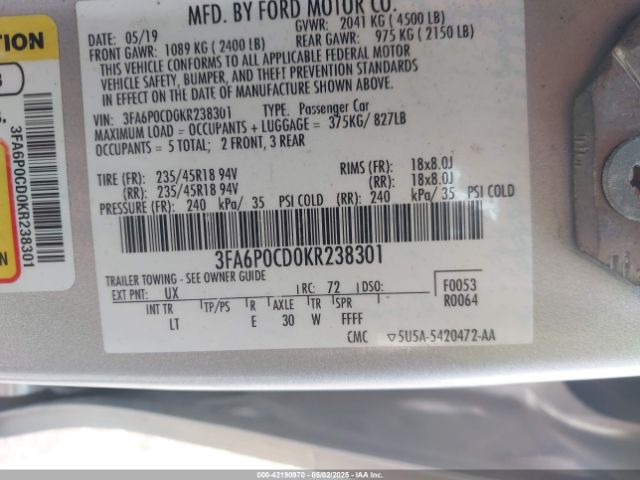 MFD. BY FORD MOTOR CO.
DATE: 05/19
GVWR: 2041 KG (4500 LB)
FRONT GAWR: 1089 KG (2400 LB)
REAR GAWR: 975 KG (2150 LB)
THIS VEHICLE CONFORMS TO ALL APPLICABLE FEDERAL MOTOR
VEHICLE SAFETY, BUMPER, AND THEFT PREVENTION STANDARDS
IN EFFECT ON THE DATE OF MANUFACTURE SHOWN ABOVE.
VIN: 3FA6P0CD0KR238301 TYPE: Passenger Car
MAXIMUM LOAD = OCCUPANTS + LUGGAGE = 375KG/ 827LB
OCCUPANTS = 5 TOTAL; 2 FRONT, 3 REAR
TIRE (FR): 235/45R18 94V RIMS (FR): 18x8.0J
(RR): 235/45R18 94V (RR): 18x8.0J
PRESSURE (FR): 240 kPa/ 35 PSI COLD (RR): 240 kPa/ 35 PSI COLD
3FA6P0CD0KR238301
TRAILER TOWING - SEE OWNER GUIDE
EXT PNT: UX RC: 72 DSO: F0053
INT TR TP/PS R AXLE TR SPR R0064
LT E 30 W FFFF
CMC 5U5A-5420472-AA
TION
3FA6P0CD0KR238301
000-42190970 - 05/02/2025 - IAAI.COM